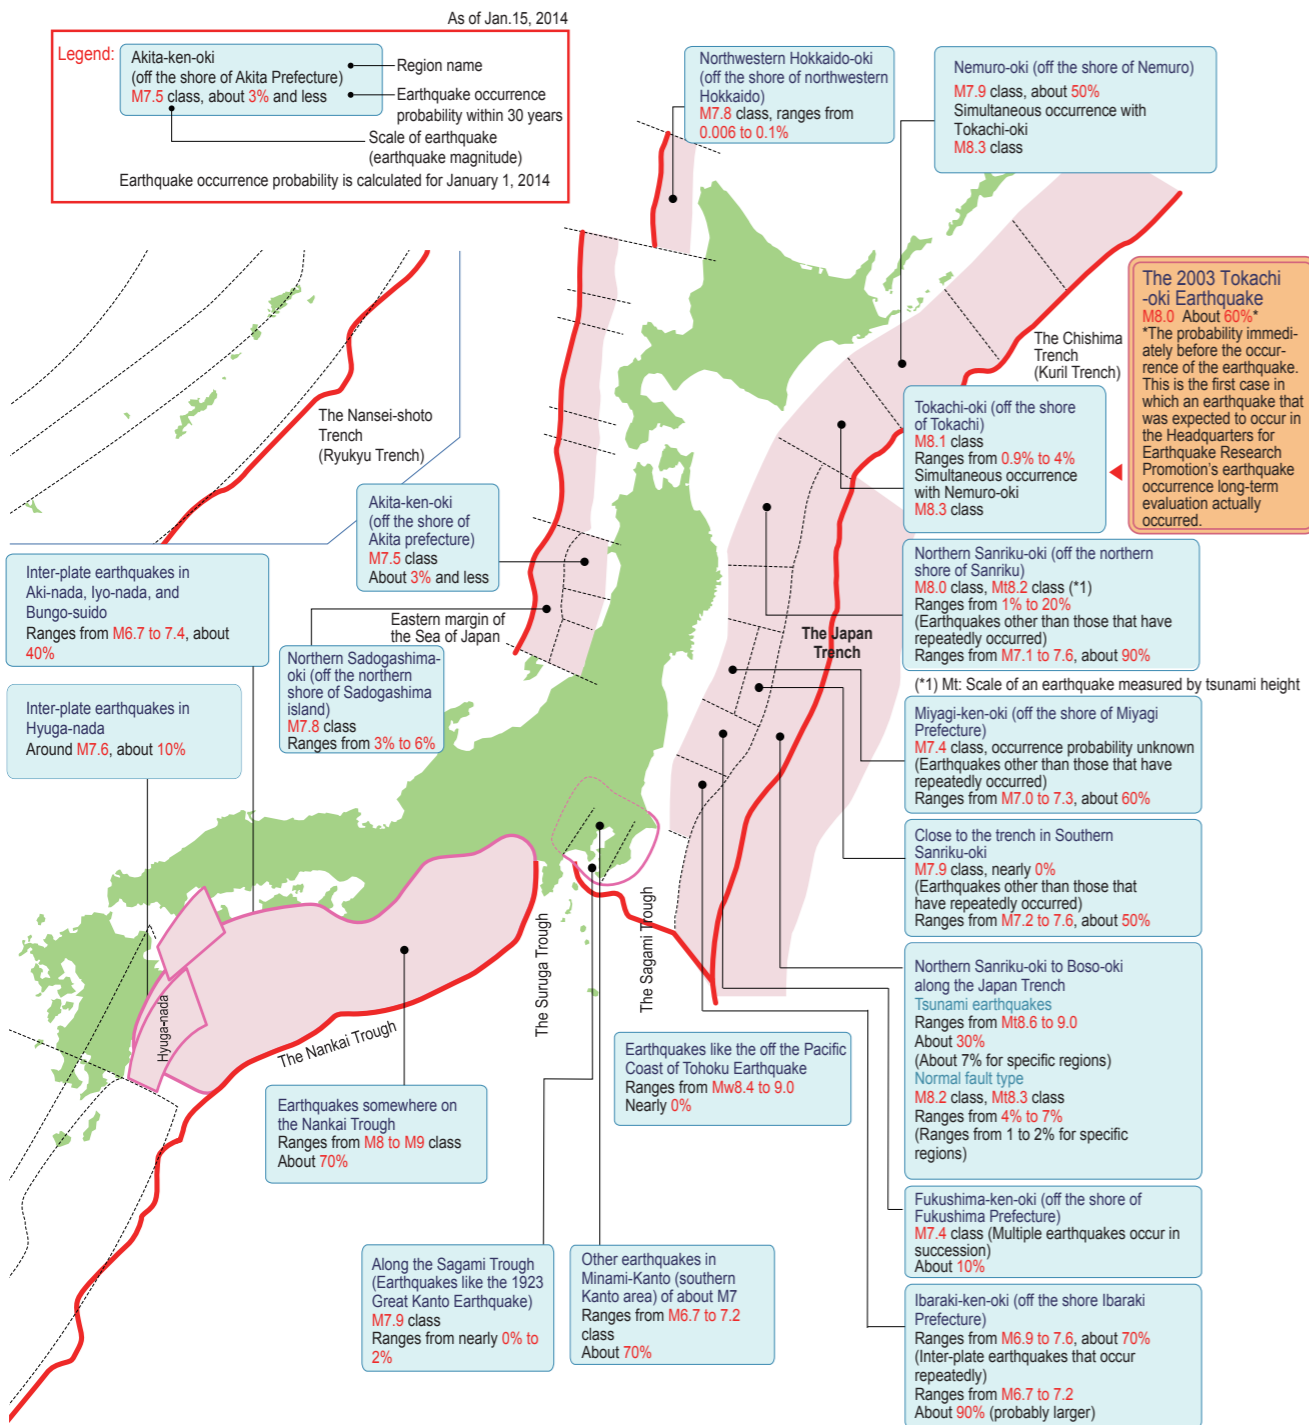 As of Jan.15, 2014
Legend:
Akita-ken-oki
(off the shore of Akita Prefecture)
M7.5 class, about 3% and less
Region name
Earthquake occurrence
probability within 30 years
Scale of earthquake
(earthquake magnitude)
Earthquake occurrence probability is calculated for January 1, 2014
Northwestern Hokkaido-oki
(off the shore of northwestern
Hokkaido)
M7.8 class, ranges from
0.006 to 0.1%
Nemuro-oki (off the shore of Nemuro)
M7.9 class, about 50%
Simultaneous occurrence with
Tokachi-oki
M8.3 class
The 2003 Tokachi
-oki Earthquake
M8.0 About 60%*
*The probability immedi-
ately before the occur-
rence of the earthquake.
This is the first case in
which an earthquake that
was expected to occur in
the Headquarters for
Earthquake Research
Promotion's earthquake
occurrence long-term
evaluation actually
occurred.
The Chishima
Trench
(Kuril Trench)
The Nansei-shoto
Trench
(Ryukyu Trench)
Tokachi-oki (off the shore
of Tokachi)
M8.1 class
Ranges from 0.9% to 4%
Simultaneous occurrence
with Nemuro-oki
M8.3 class
Akita-ken-oki
(off the shore of
Akita prefecture)
M7.5 class
About 3% and less
Eastern margin of
the Sea of Japan
Inter-plate earthquakes in
Aki-nada, Iyo-nada, and
Bungo-suido
Ranges from M6.7 to 7.4, about
40%
Northern Sanriku-oki (off the northern
shore of Sanriku)
M8.0 class, Mt8.2 class (*1)
Ranges from 1% to 20%
(Earthquakes other than those that have
repeatedly occurred)
Ranges from M7.1 to 7.6, about 90%
The Japan
Trench
(*1) Mt: Scale of an earthquake measured by tsunami height
Northern Sadogashima-
oki (off the northern
shore of Sadogashima
island)
M7.8 class
Ranges from 3% to 6%
Inter-plate earthquakes in
Hyuga-nada
Around M7.6, about 10%
Miyagi-ken-oki (off the shore of Miyagi
Prefecture)
M7.4 class, occurrence probability unknown
(Earthquakes other than those that have
repeatedly occurred)
Ranges from M7.0 to 7.3, about 60%
Close to the trench in Southern
Sanriku-oki
M7.9 class, nearly 0%
(Earthquakes other than those that
have repeatedly occurred)
Ranges from M7.2 to 7.6, about 50%
Hyuga-nada
The Nankai Trough
The Suruga Trough
The Sagami Trough
Northern Sanriku-oki to Boso-oki
along the Japan Trench
Tsunami earthquakes
Ranges from Mt8.6 to 9.0
About 30%
(About 7% for specific regions)
Normal fault type
M8.2 class, Mt8.3 class
Ranges from 4% to 7%
(Ranges from 1 to 2% for specific
regions)
Earthquakes like the off the Pacific
Coast of Tohoku Earthquake
Ranges from Mw8.4 to 9.0
Nearly 0%
Earthquakes somewhere on
the Nankai Trough
Ranges from M8 to M9 class
About 70%
Fukushima-ken-oki (off the shore of
Fukushima Prefecture)
M7.4 class (Multiple earthquakes occur in
succession)
About 10%
Along the Sagami Trough
(Earthquakes like the 1923
Great Kanto Earthquake)
M7.9 class
Ranges from nearly 0% to
2%
Other earthquakes in
Minami-Kanto (southern
Kanto area) of about M7
Ranges from M6.7 to 7.2
class
About 70%
Ibaraki-ken-oki (off the shore Ibaraki
Prefecture)
Ranges from M6.9 to 7.6, about 70%
(Inter-plate earthquakes that occur
repeatedly)
Ranges from M6.7 to 7.2
About 90% (probably larger)